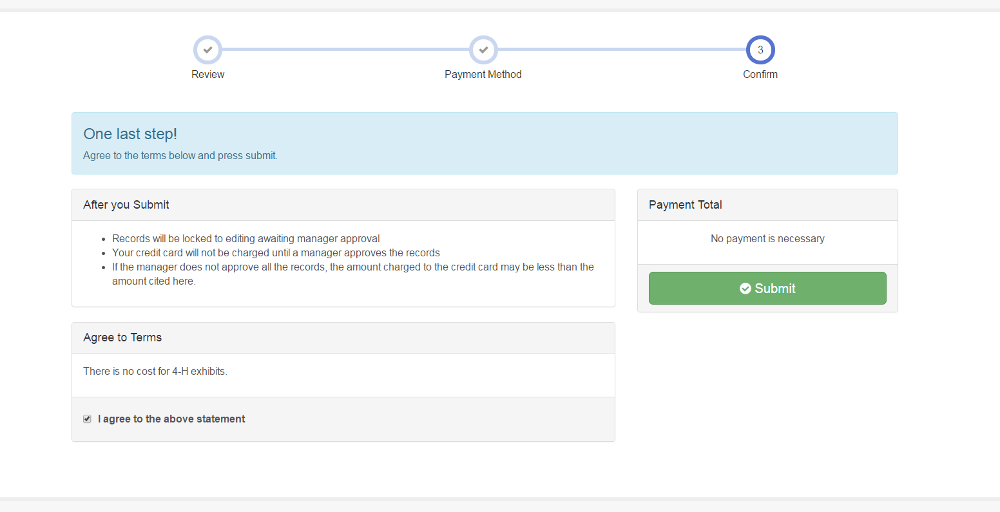 3
Review
Payment Method
Confirm
One last step!
Agree to the terms below and press submit.
After you Submit
Records will be locked to editing awaiting manager approval
Your credit card will not be charged until a manager approves the records
If the manager does not approve all the records, the amount charged to the credit card may be less than the
amount cited here.
Payment Total
No payment is necessary
Submit
Agree to Terms
There is no cost for 4-H exhibits.
I agree to the above statement